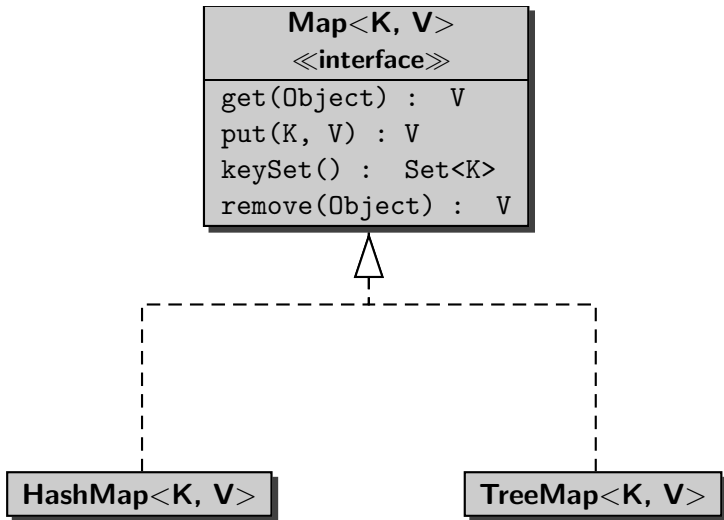 Map<K, V>
≪interface≫
get(Object) : V
put(K, V) : V
keySet() : Set<K>
remove(Object) : V
HashMap<K, V>
TreeMap<K, V>